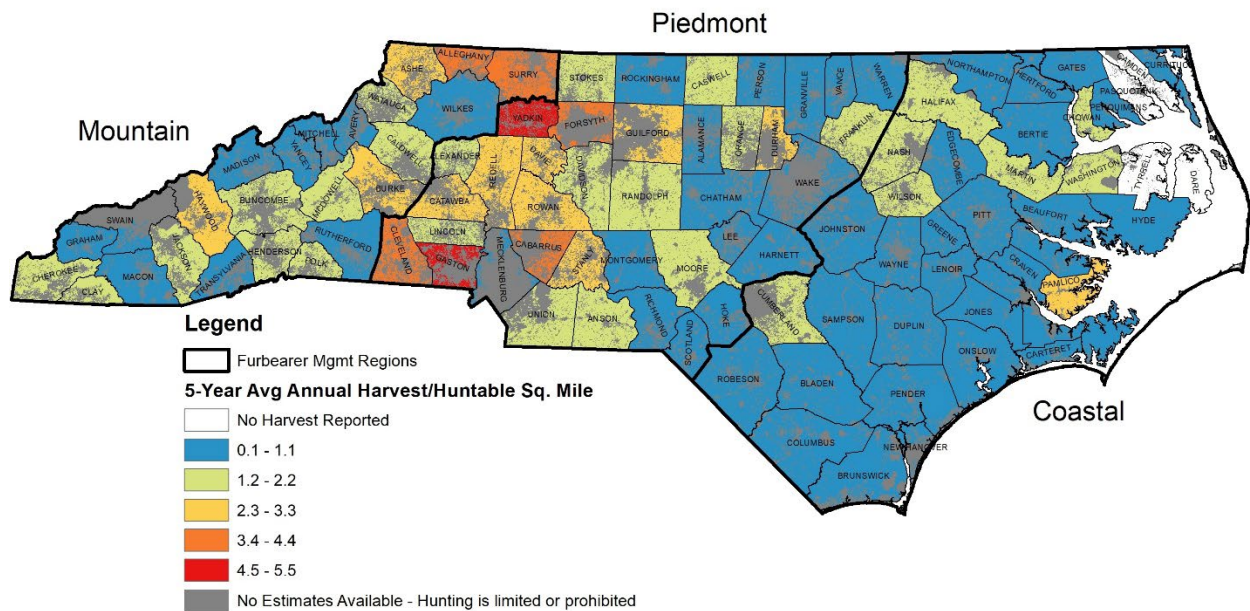 Piedmont
Mountain
Coastal
ALLEGHANY
ASHE
SURRY
STOKES
ROCKINGHAM
CASWELL
PERSON
GRANVILLE
VANCE
WARREN
NORTHAMPTON
HERTFORD
GATES
CAMDEN
CURRITUCK
PASQUOTANK
PERQUIMANS
CHOWAN
HALIFAX
BERTIE
WATAUGA
WILKES
YADKIN
FORSYTH
GUILFORD
ALAMANCE
ORANGE
DURHAM
FRANKLIN
NASH
EDGECOMBE
MARTIN
WASHINGTON
TYRRELL
DARE
AVERY
MITCHELL
YANCEY
MADISON
CALDWELL
ALEXANDER
IREDELL
DAVIE
DAVIDSON
RANDOLPH
CHATHAM
WAKE
WILSON
PITT
BEAUFORT
HYDE
BUNCOMBE
MCDOWELL
BURKE
CATAWBA
ROWAN
SWAIN
HAYWOOD
LINCOLN
CABARRUS
STANLY
MONTGOMERY
MOORE
LEE
HARNETT
JOHNSTON
WAYNE
GREENE
LENOIR
CRAVEN
PAMLICO
GRAHAM
JACKSON
HENDERSON
POLK
RUTHERFORD
CLEVELAND
GASTON
MECKLENBURG
CHEROKEE
CLAY
MACON
TRANSYLVANIA
UNION
ANSON
RICHMOND
SCOTLAND
HOKE
CUMBERLAND
SAMPSON
DUPLIN
JONES
ONSLOW
CARTERET
ROBESON
BLADEN
PENDER
COLUMBUS
NEW HANOVER
BRUNSWICK
Legend
Furbearer Mgmt Regions
5-Year Avg Annual Harvest/Huntable Sq. Mile
No Harvest Reported
0.1 - 1.1
1.2 - 2.2
2.3 - 3.3
3.4 - 4.4
4.5 - 5.5
No Estimates Available - Hunting is limited or prohibited